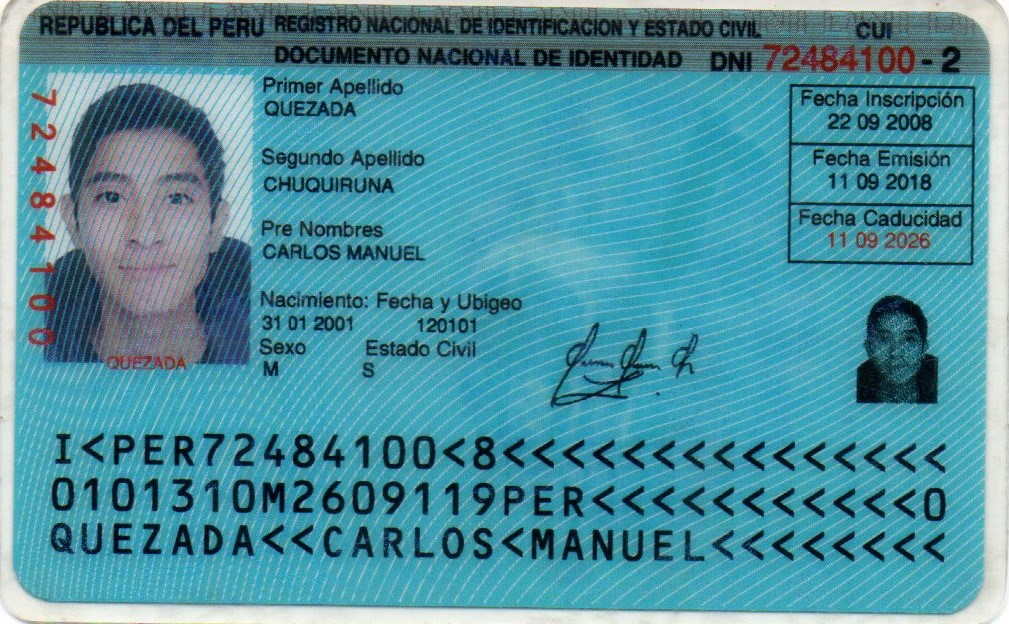 REPUBLICA DEL PERU REGISTRO NACIONAL DE IDENTIFICACION Y ESTADO CIVIL CUI
DOCUMENTO NACIONAL DE IDENTIDAD DNI 72484100 - 2
72484100
Primer Apellido
QUEZADA
Segundo Apellido
CHUQUIRUNA
Pre Nombres
CARLOS MANUEL
Nacimiento: Fecha y Ubigeo
31 01 2001 120101
Sexo Estado Civil
M S
Fecha Inscripción
22 09 2008
Fecha Emisión
11 09 2018
Fecha Caducidad
11 09 2026
QUEZADA
I<PER72484100<8<<<<<<<<<<<<<<<
0101310M2609119PER<<<<<<<<<<<0
QUEZADA<<CARLOS<MANUEL<<<<<<<<